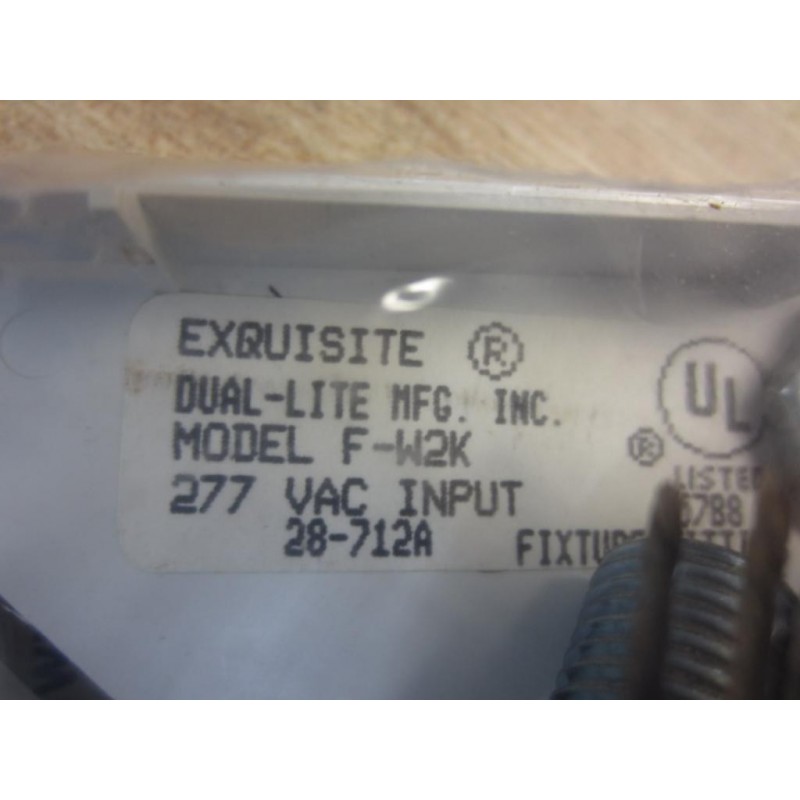 EXQUISITE ®
DUAL-LITE MFG. INC.
MODEL F-W2K
277 VAC INPUT
28-712A
UL ®
LISTED